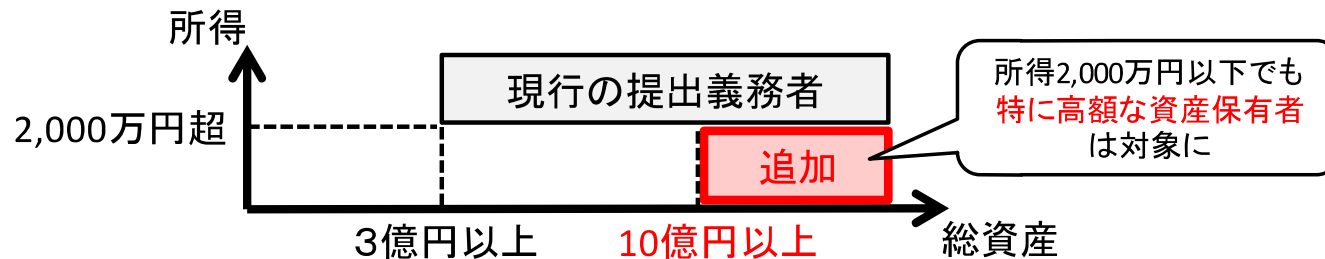 所得
現行の提出義務者
2,000万円超
追加
所得2,000万円以下でも
特に高額な資産保有者
は対象に
３億円以上
10億円以上
総資産